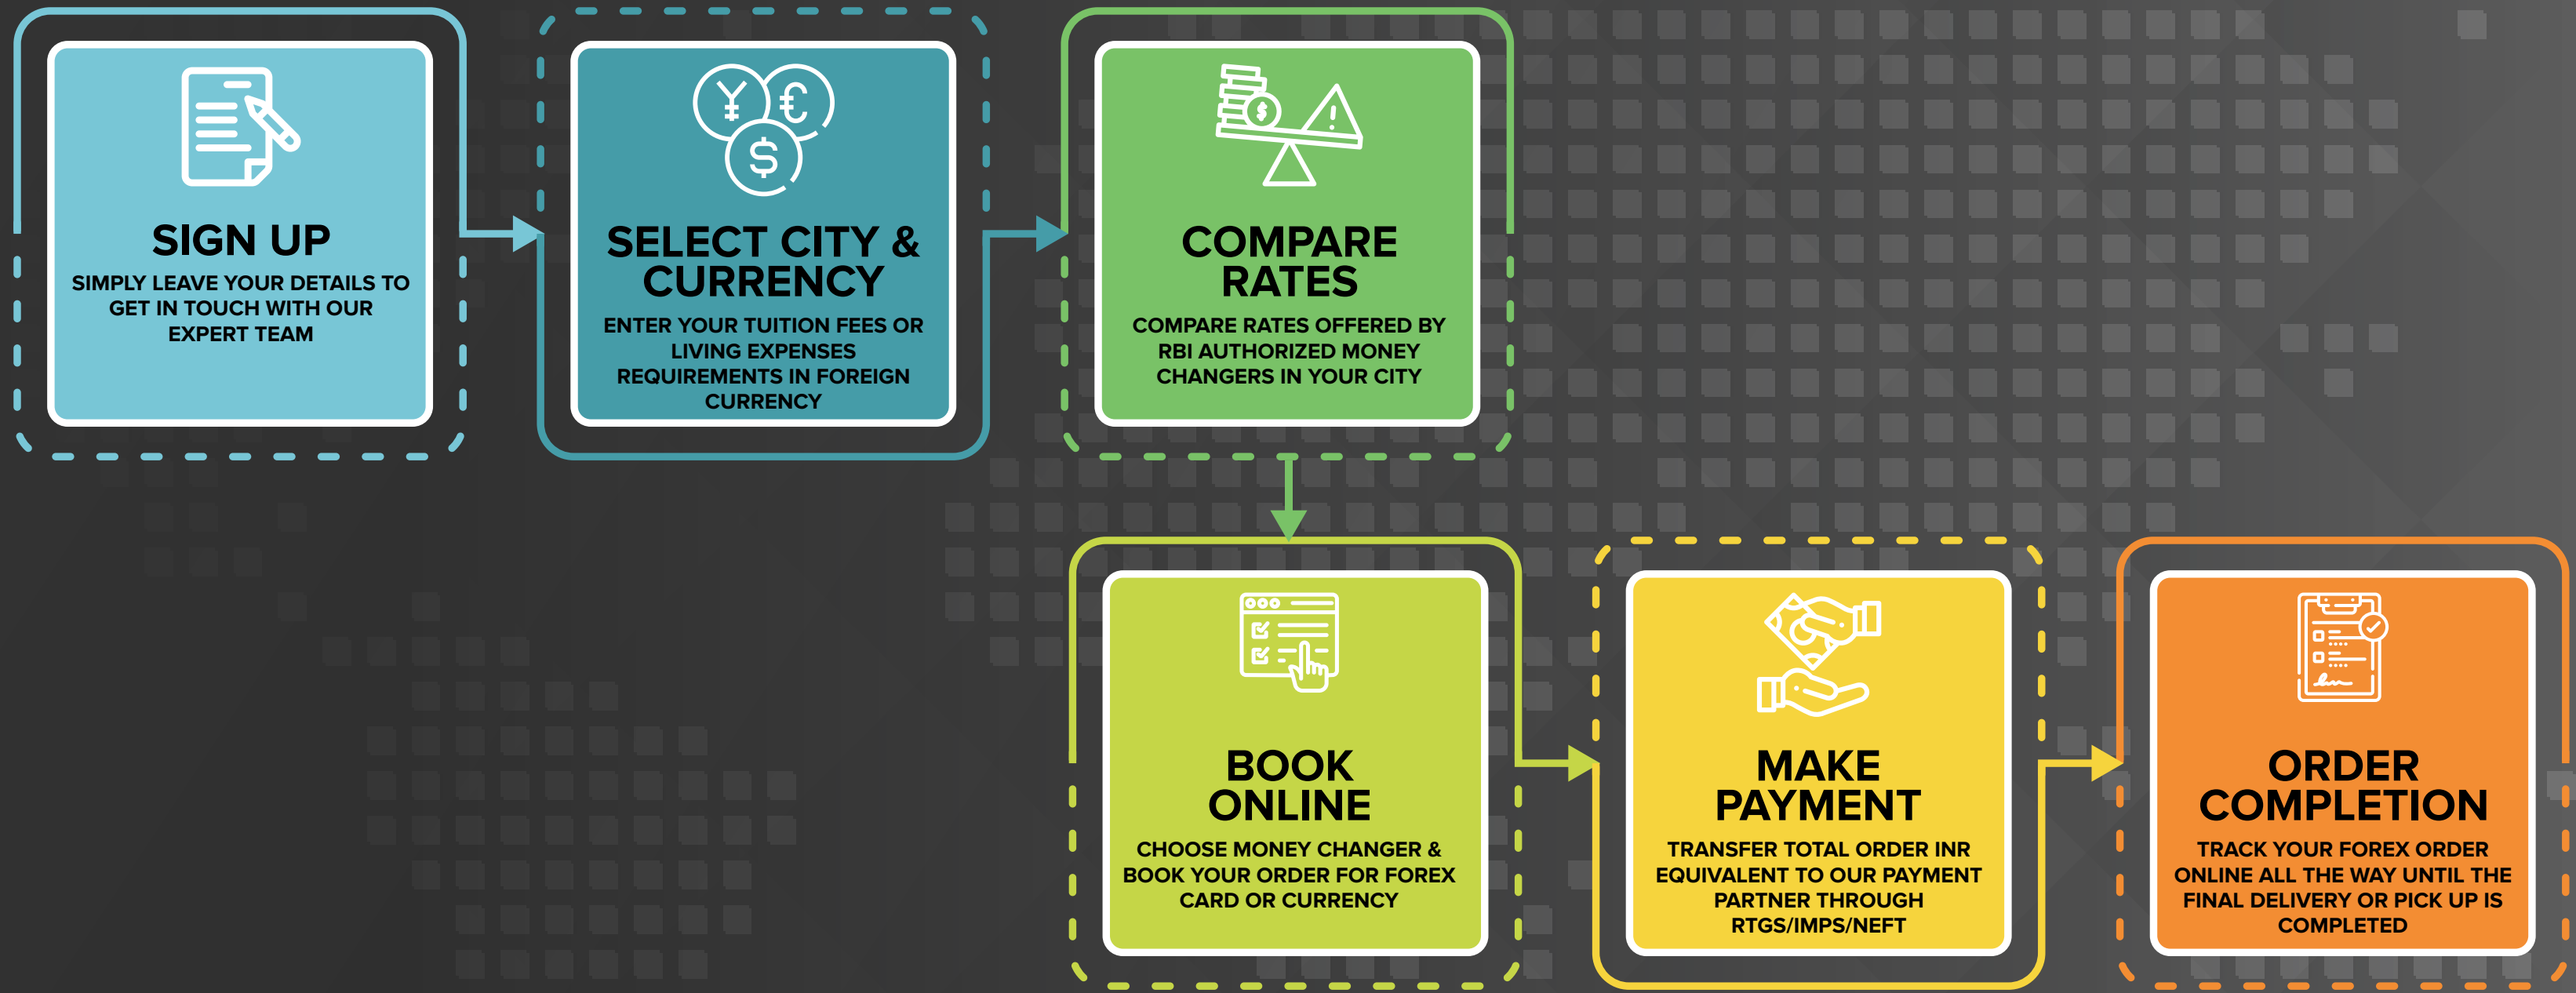 SIGN UP
SIMPLY LEAVE YOUR DETAILS TO
GET IN TOUCH WITH OUR
EXPERT TEAM
SELECT CITY &
CURRENCY
ENTER YOUR TUITION FEES OR
LIVING EXPENSES
REQUIREMENTS IN FOREIGN
CURRENCY
COMPARE
RATES
COMPARE RATES OFFERED BY
RBI AUTHORIZED MONEY
CHANGERS IN YOUR CITY
BOOK
ONLINE
CHOOSE MONEY CHANGER &
BOOK YOUR ORDER FOR FOREX
CARD OR CURRENCY
MAKE
PAYMENT
TRANSFER TOTAL ORDER INR
EQUIVALENT TO OUR PAYMENT
PARTNER THROUGH
RTGS/IMPS/NEFT
ORDER
COMPLETION
TRACK YOUR FOREX ORDER
ONLINE ALL THE WAY UNTIL THE
FINAL DELIVERY OR PICK UP IS
COMPLETED